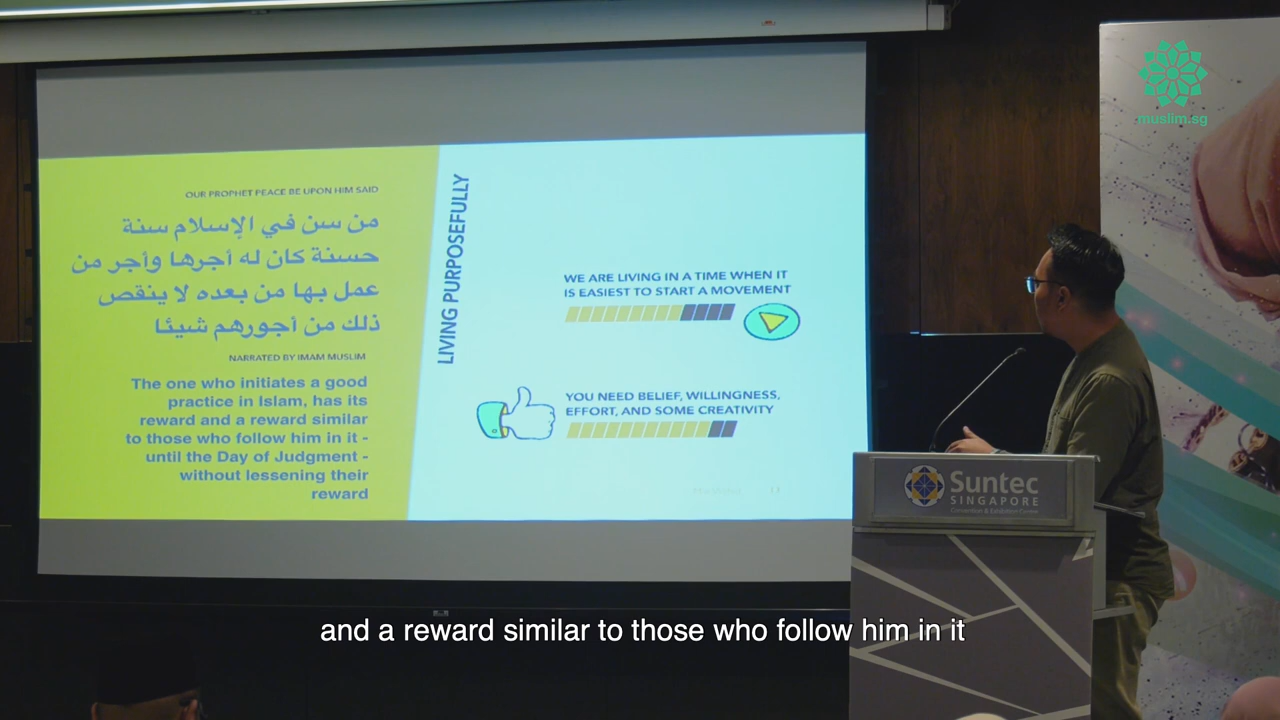 muslim.sg
OUR PROPHET PEACE BE UPON HIM SAID
من سن في الإسلام سنة
حسنة كان له أجرها وأجر من
عمل بها من بعده لا ينقص
ذلك من أجورهم شيئا
NARRATED BY IMAM MUSLIM
The one who initiates a good
practice in Islam, has its
reward and a reward similar
to those who follow him in it -
until the Day of Judgment -
without lessening their
reward
LIVING PURPOSEFULLY
WE ARE LIVING IN A TIME WHEN IT
IS EASIEST TO START A MOVEMENT
YOU NEED BELIEF, WILLINGNESS,
EFFORT, AND SOME CREATIVITY
11
Suntec
SINGAPORE
Convention & Exhibition Centre
and a reward similar to those who follow him in it